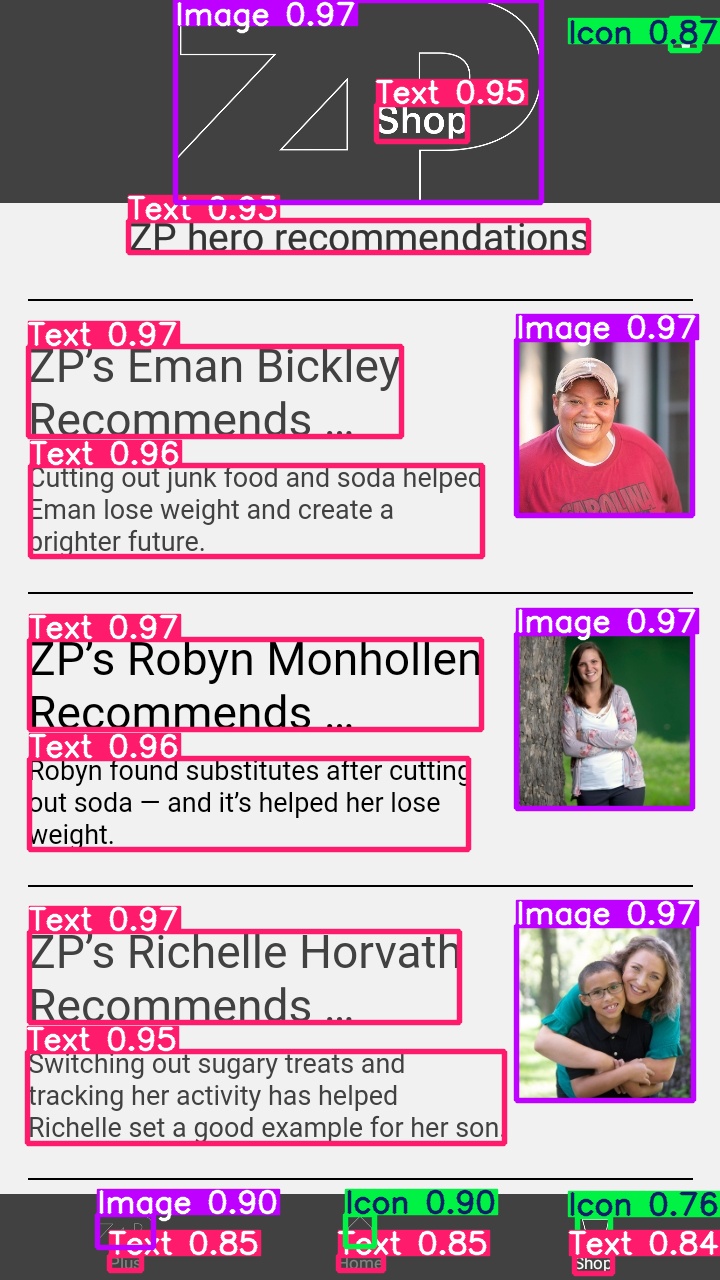 Image 0.97
Icon 0.87
ZP
Text 0.95
Shop
Text 0.93
ZP hero recommendations
Text 0.97
Image 0.97
ZP’s Eman Bickley
Recommends ...
Text 0.96
Cutting out junk food and soda helped
Eman lose weight and create a
brighter future.
CAROLINA
Text 0.97
Image 0.97
ZP’s Robyn Monhollen
Recommends ...
Text 0.96
Robyn found substitutes after cutting
out soda — and it’s helped her lose
weight.
Text 0.97
Image 0.97
ZP’s Richelle Horvath
Recommends ...
Text 0.95
Switching out sugary treats and
tracking her activity has helped
Richelle set a good example for her son.
Image 0.90
Icon 0.90
Icon 0.76
Text 0.85
Text 0.85
Text 0.84
Plus
Home
Shop